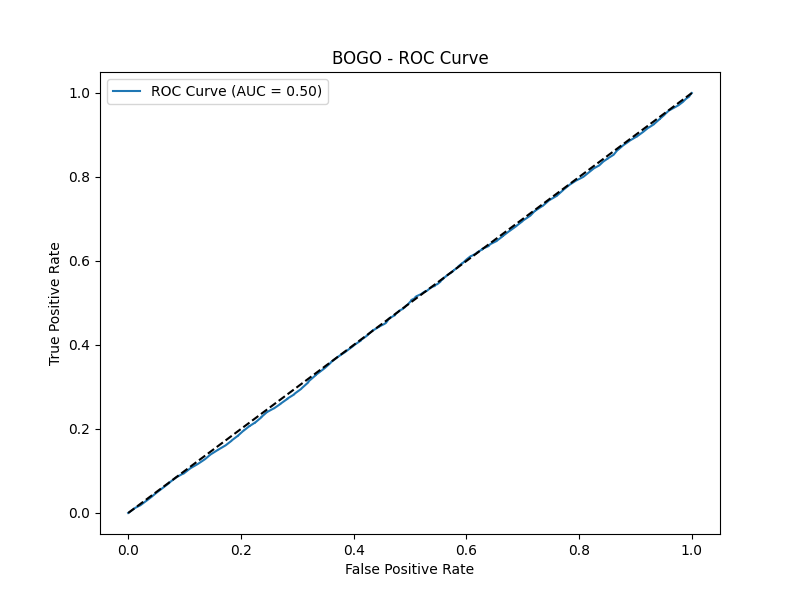 BOGO - ROC Curve
ROC Curve (AUC = 0.50)
True Positive Rate
1.0
0.8
0.6
0.4
0.2
0.0
0.0 0.2 0.4 0.6 0.8 1.0
False Positive Rate